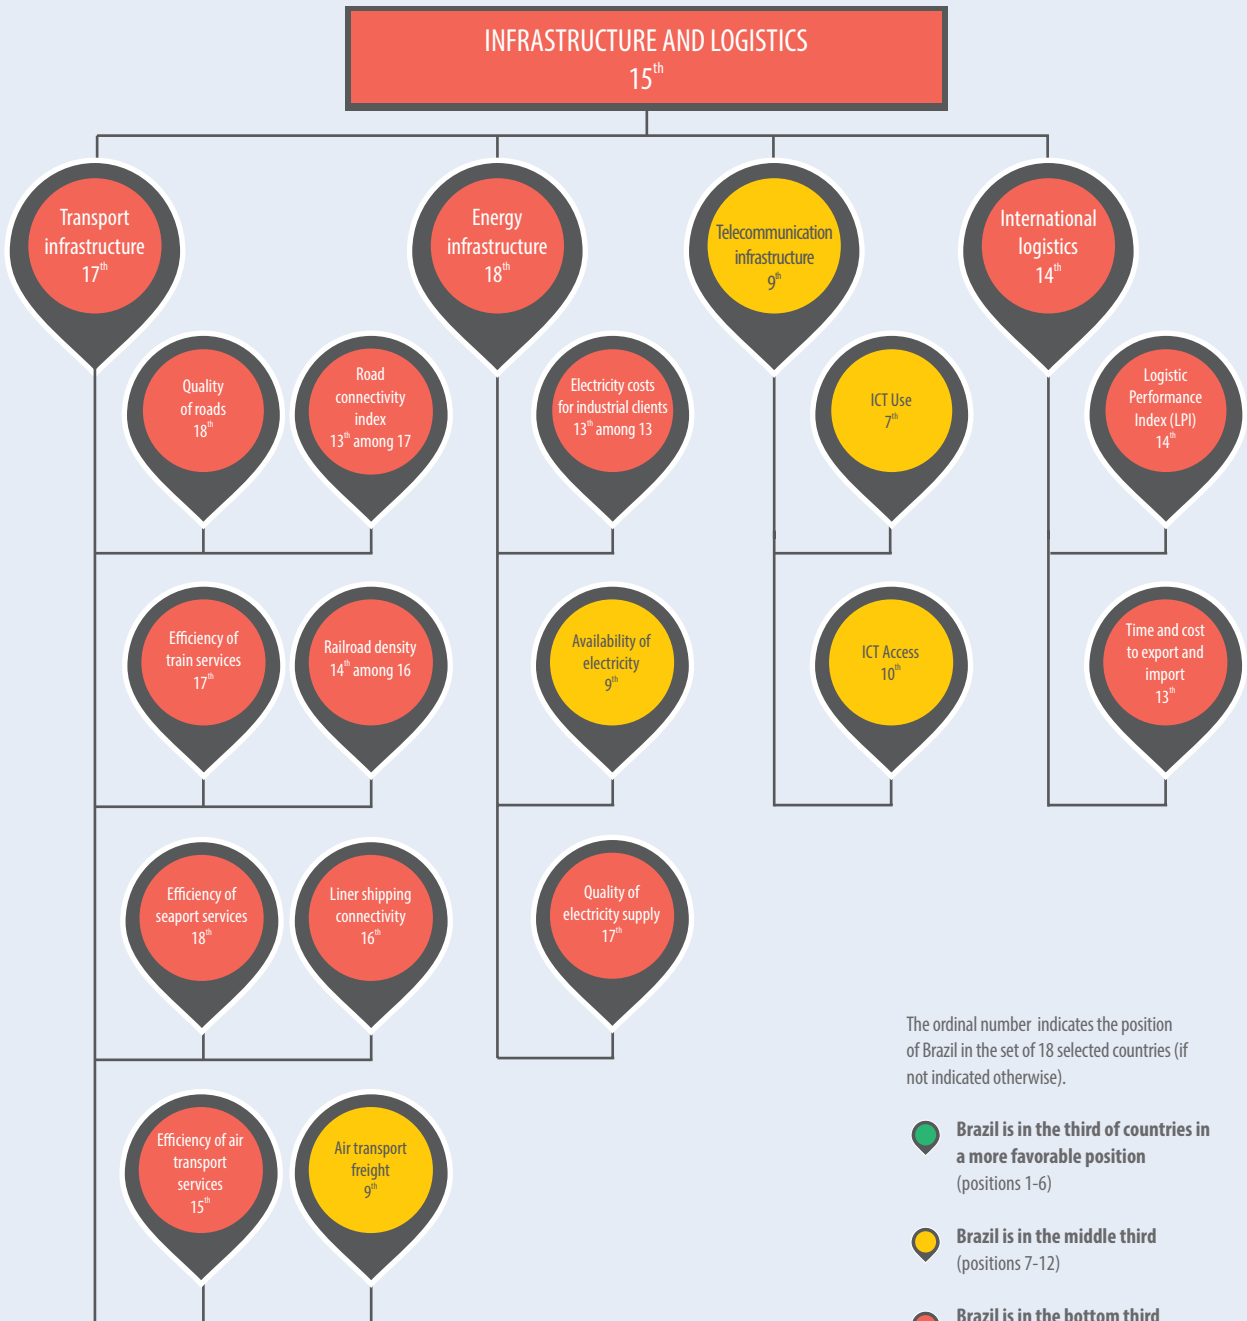 INFRASTRUCTURE AND LOGISTICS
15th
Transport
infrastructure
17th
Energy
infrastructure
18th
Telecommunication
infrastructure
9th
International
logistics
14th
Quality
of roads
18th
Road
connectivity
index
13th among 17
Electricity costs
for industrial clients
13th among 13
ICT Use
7th
Logistic
Performance
Index (LPI)
14th
Efficiency of
train services
17th
Railroad density
14th among 16
Availability of
electricity
9th
ICT Access
10th
Time and cost
to export and
import
13th
Efficiency of
seaport services
18th
Liner shipping
connectivity
16th
Quality of
electricity supply
17th
Efficiency of air
transport
services
15th
Air transport
freight
9th
The ordinal number indicates the position
of Brazil in the set of 18 selected countries (if
not indicated otherwise).
Brazil is in the third of countries in
a more favorable position
(positions 1-6)
Brazil is in the middle third
(positions 7-12)
Brazil is in the bottom third